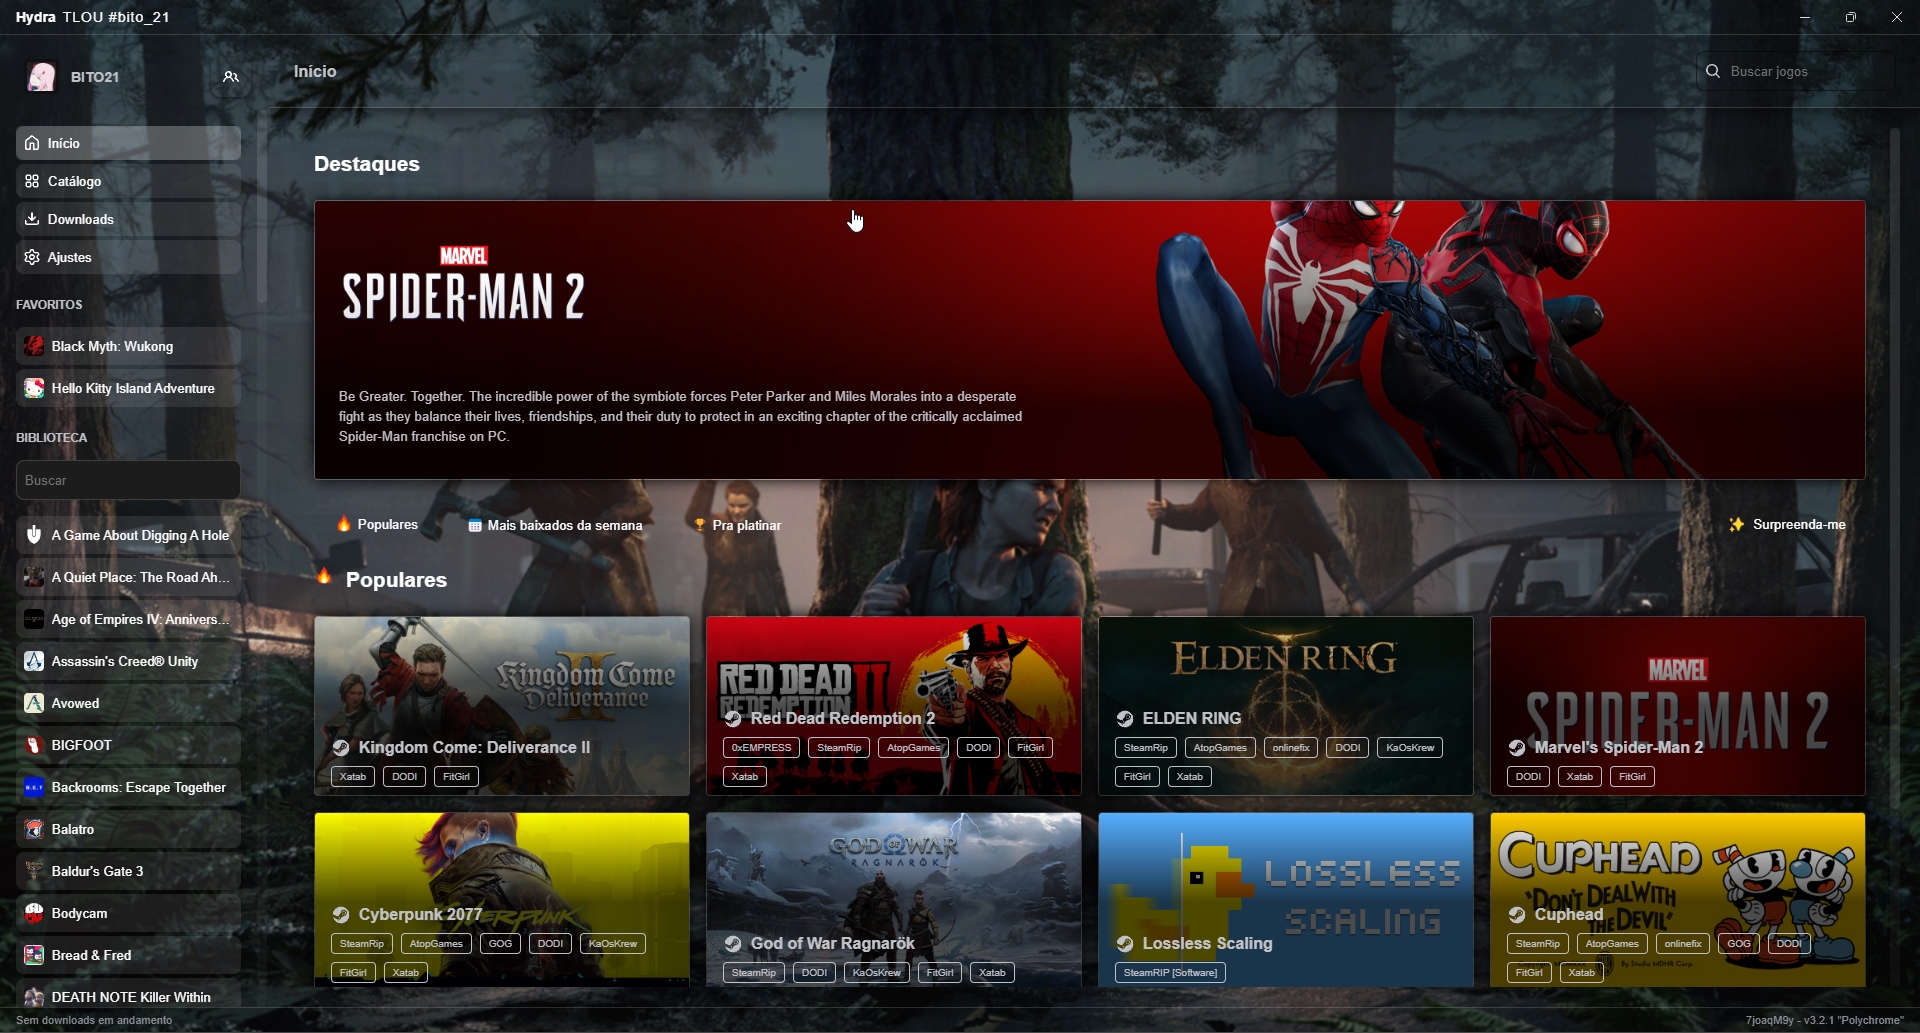 Hydra TLOU #bito_21
BITO21
Início
Buscar jogos
Início
Catálogo
Downloads
Ajustes
FAVORITOS
Black Myth: Wukong
Hello Kitty Island Adventure
BIBLIOTECA
Buscar
A Game About Digging A Hole
A Quiet Place: The Road Ah...
Age of Empires IV: Annivers...
Assassin's Creed® Unity
Avowed
BIGFOOT
B.E.T
Backrooms: Escape Together
Balatro
Baldur's Gate 3
Bodycam
Bread & Fred
DEATH NOTE Killer Within
Destaques
MARVEL
SPIDER-MAN 2
Be Greater. Together. The incredible power of the symbiote forces Peter Parker and Miles Morales into a desperate
fight as they balance their lives, friendships, and their duty to protect in an exciting chapter of the critically acclaimed
Spider-Man franchise on PC.
Populares
Mais baixados da semana
Pra platinar
Surpreenda-me
Populares
Kingdom Come
II
Deliverance
Kingdom Come: Deliverance II
Xatab DODI FitGirl
RED DEAD
REDEMPTION II
Red Dead Redemption 2
0xEMPRESS SteamRip AtopGames DODI FitGirl
Xatab
ELDEN RING
ELDEN RING
SteamRip AtopGames onlinefix DODI KaOsKrew
FitGirl Xatab
MARVEL
SPIDER-MAN 2
Marvel's Spider-Man 2
DODI Xatab FitGirl
CYBERPUNK
Cyberpunk 2077
SteamRip AtopGames GOG DODI KaOsKrew
FitGirl Xatab
GOD OF WAR
RAGNARÖK
God of War Ragnarök
SteamRip DODI KaOsKrew FitGirl Xatab
LOSSLESS
SCALING
Lossless Scaling
SteamRIP [Software]
CUPHEAD
"DON'T DEAL WITH
THE DEVIL"
Cuphead
SteamRip AtopGames onlinefix GOG DODI
By Studio MDHR Corp.
FitGirl Xatab
Sem downloads em andamento
7joaqM9y - v3.2.1 "Polychrome"